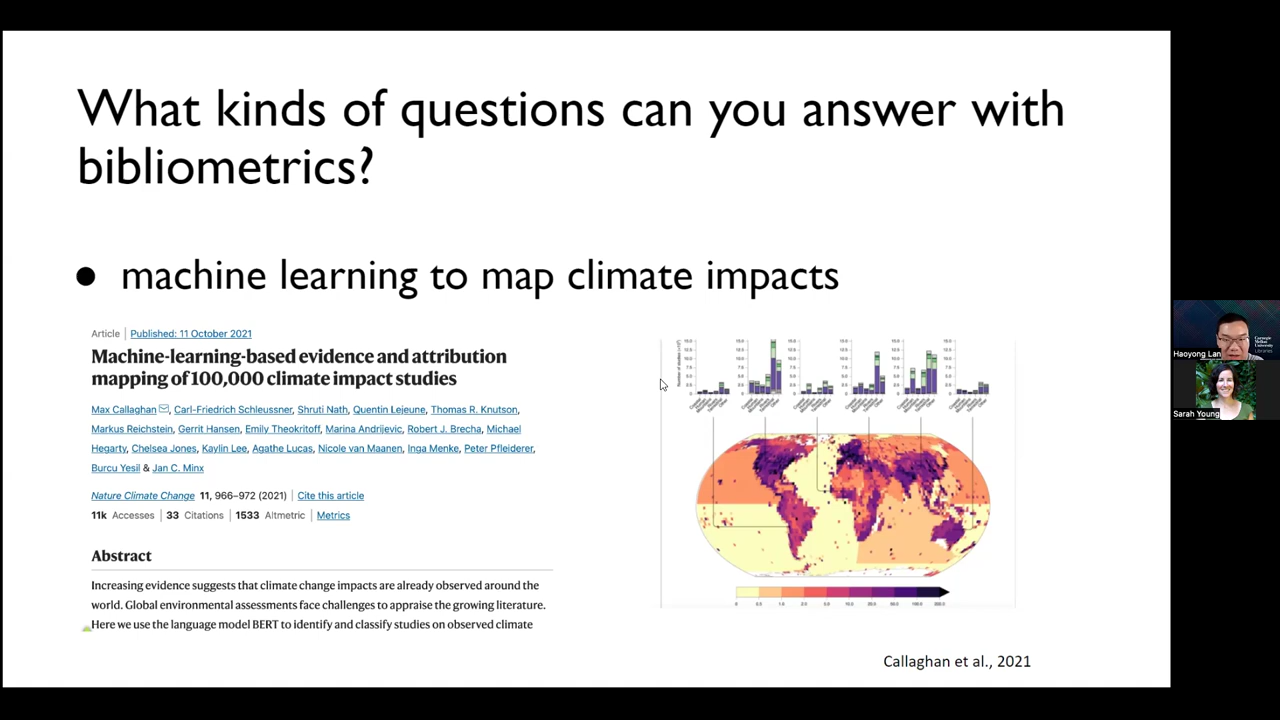 What kinds of questions can you answer with
bibliometrics?
● machine learning to map climate impacts
Article | Published: 11 October 2021
Machine-learning-based evidence and attribution
mapping of 100,000 climate impact studies
Max Callaghan, Carl-Friedrich Schleussner, Shruti Nath, Quentin Lejeune, Thomas R. Knutson,
Markus Reichstein, Gerrit Hansen, Emily Theokritoff, Marina Andrijevic, Robert J. Brecha, Michael
Hegarty, Chelsea Jones, Kaylin Lee, Agathe Lucas, Nicole van Maanen, Inga Menke, Peter Pfleiderer,
Burcu Yesil & Jan C. Minx
Nature Climate Change 11, 966–972 (2021) | Cite this article
11k Accesses | 33 Citations | 1533 Altmetric | Metrics
Abstract
Increasing evidence suggests that climate change impacts are already observed around the
world. Global environmental assessments face challenges to appraise the growing literature.
Here we use the language model BERT to identify and classify studies on observed climate
Callaghan et al., 2021
Carnegie
Mellon
University
Libraries
Haoyong Lan
Sarah Young